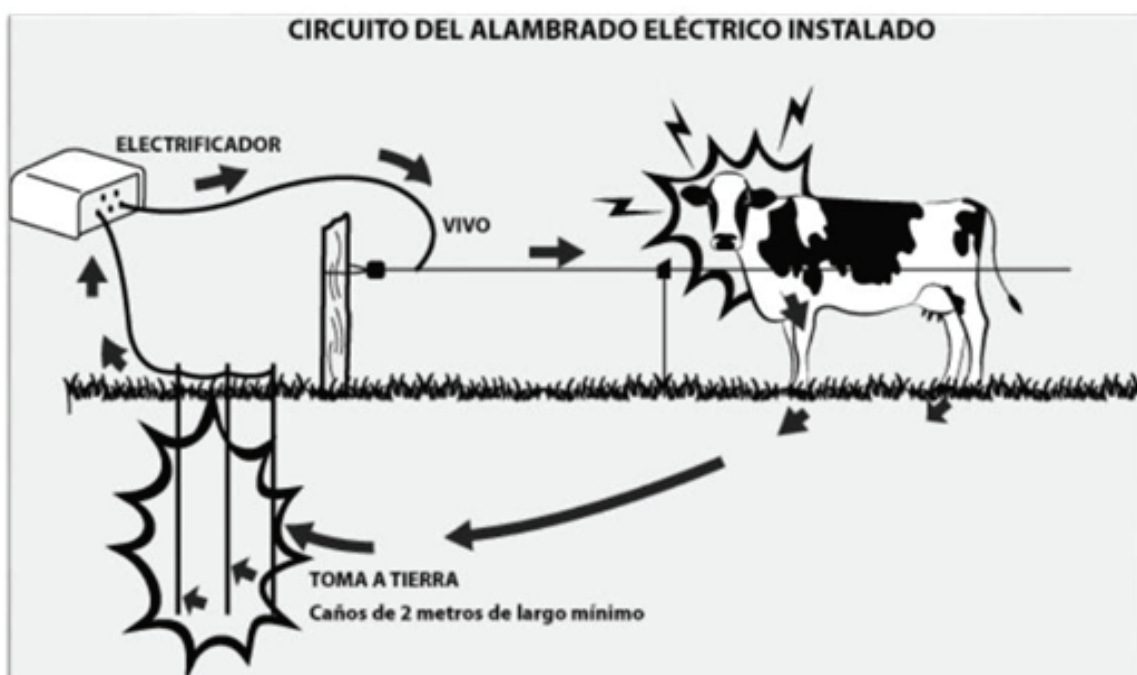 CIRCUITO DEL ALAMBRADO ELÉCTRICO INSTALADO
ELECTRIFICADOR
VIVO
TOMA A TIERRA
Caños de 2 metros de largo mínimo